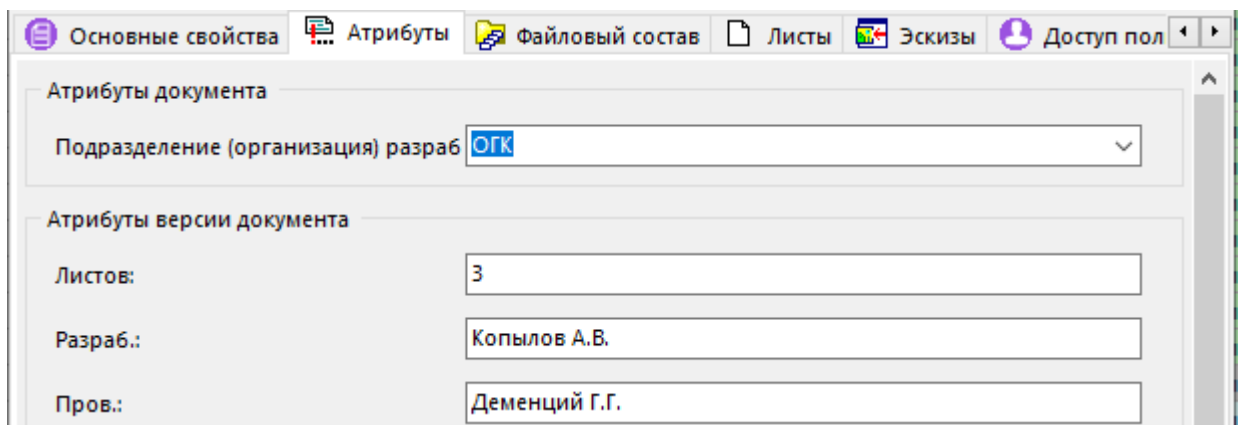 Основные свойства Атрибуты Файловый состав Листы Эскизы Доступ пол
Атрибуты документа
Подразделение (организация) разраб ОГК
Атрибуты версии документа
Листов: 3
Разраб.: Копылов А.В.
Пров.: Деменций Г.Г.